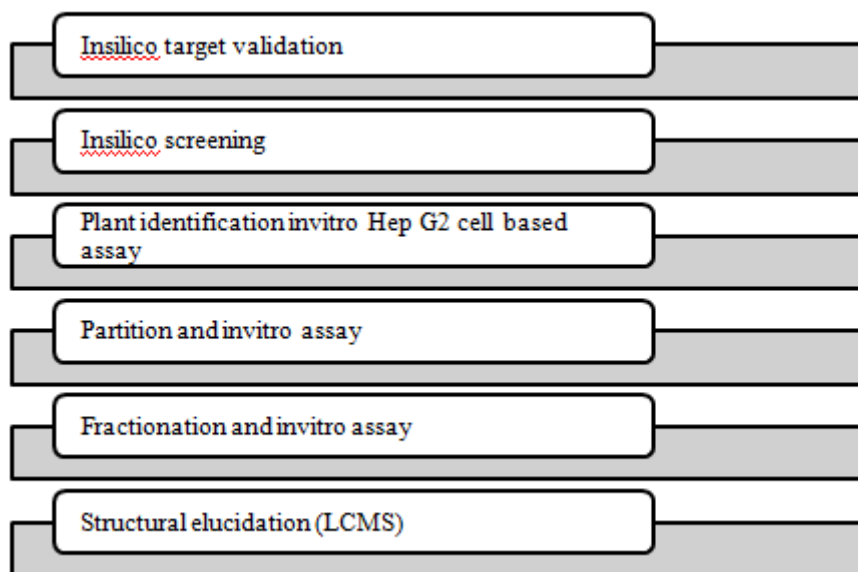 Insilico target validation
Insilico screening
Plant identification invitro Hep G2 cell based
assay
Partition and invitro assay
Fractionation and invitro assay
Structural elucidation (LCMS)